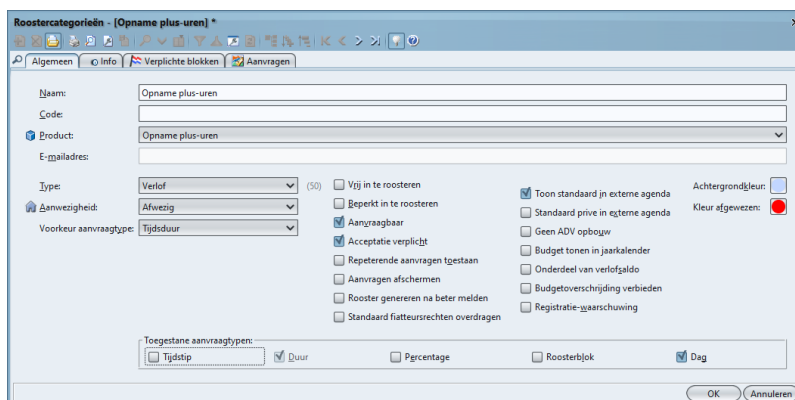 Roostercategorieën - [Opname plus-uren] *
Algemeen Info Verplichte blokken Aanvragen
Naam: Opname plus-uren
Code:
Product: Opname plus-uren
E-mailadres:
Type: Verlof (50)
Aanwezigheid: Afwezig
Voorkeur aanvraagtype: Tijdsduur
Vrij in te roosteren
Beperkt in te roosteren
Aanvraagbaar
Acceptatie verplicht
Repeterende aanvragen toestaan
Aanvragen afschermen
Rooster genereren na beter melden
Standaard fiatteursrechten overdragen
Toon standaard in externe agenda
Standaard prive in externe agenda
Geen ADV opbouw
Budget tonen in jaarkalender
Onderdeel van verlofsaldo
Budgetoverschrijding verbieden
Registratie-waarschuwing
Achtergrondkleur:
Kleur afgewezen:
Toegestane aanvraagtypen:
Tijdstip Duur Percentage Roosterblok Dag
OK Annuleren